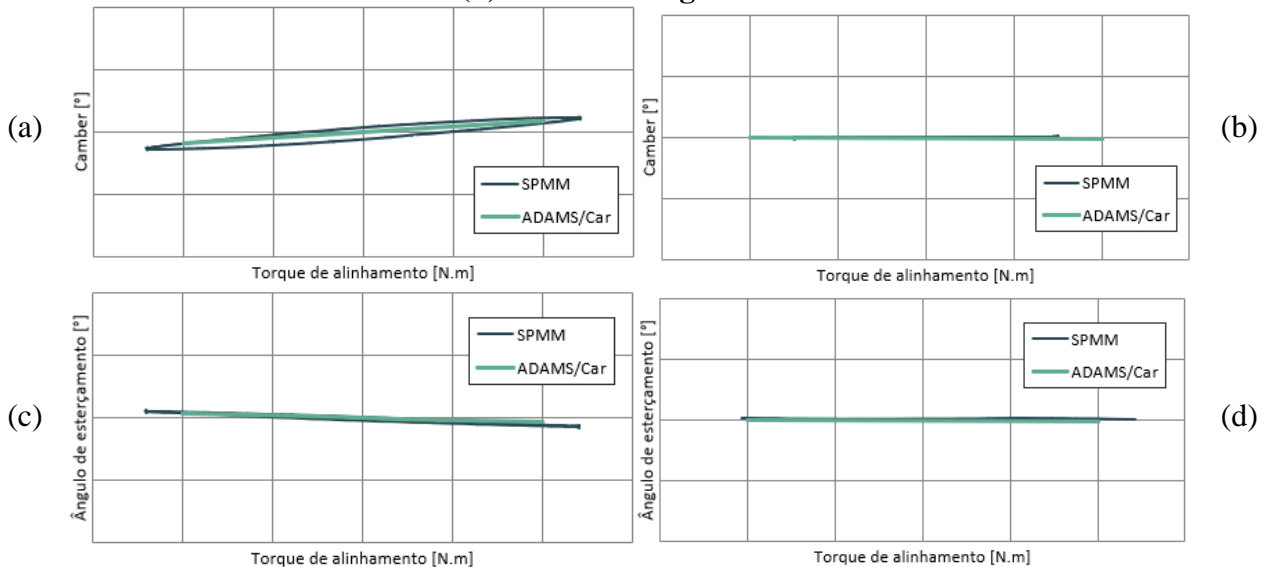 (a)
Camber [°]
SPMM
ADAMS/Car
Torque de alinhamento [N.m]
Camber [°]
SPMM
ADAMS/Car
Torque de alinhamento [N.m]
(b)
(c)
Ângulo de esterçamento [°]
SPMM
ADAMS/Car
Torque de alinhamento [N.m]
Ângulo de esterçamento [°]
SPMM
ADAMS/Car
Torque de alinhamento [N.m]
(d)